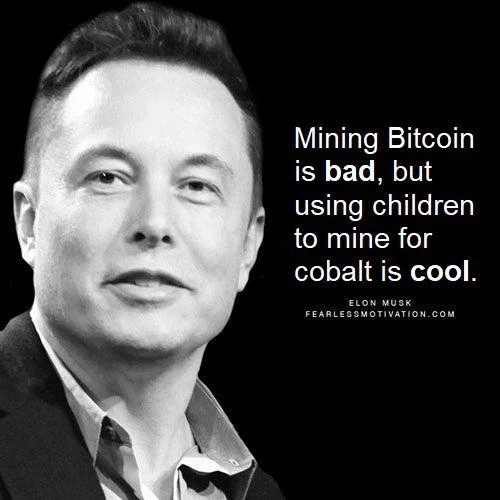 Mining Bitcoin
is bad, but
using children
to mine for
cobalt is cool.
ELON MUSK
FEARLESSMOTIVATION.COM